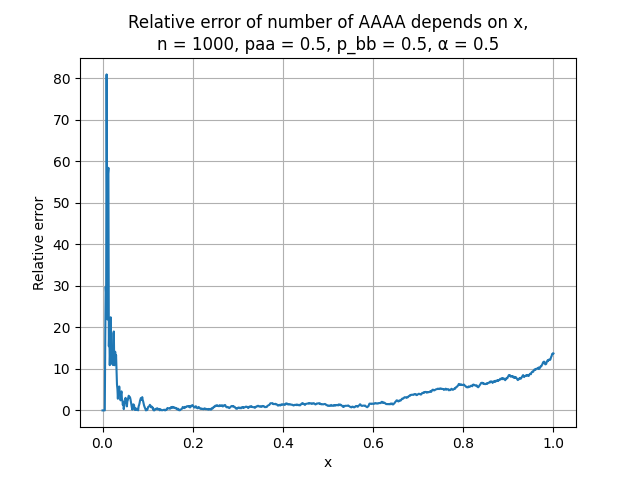 Relative error of number of AAAA depends on x,
n = 1000, paa = 0.5, p_bb = 0.5, α = 0.5
80
70
60
50
40
30
20
10
0
Relative error
0.0 0.2 0.4 0.6 0.8 1.0
x